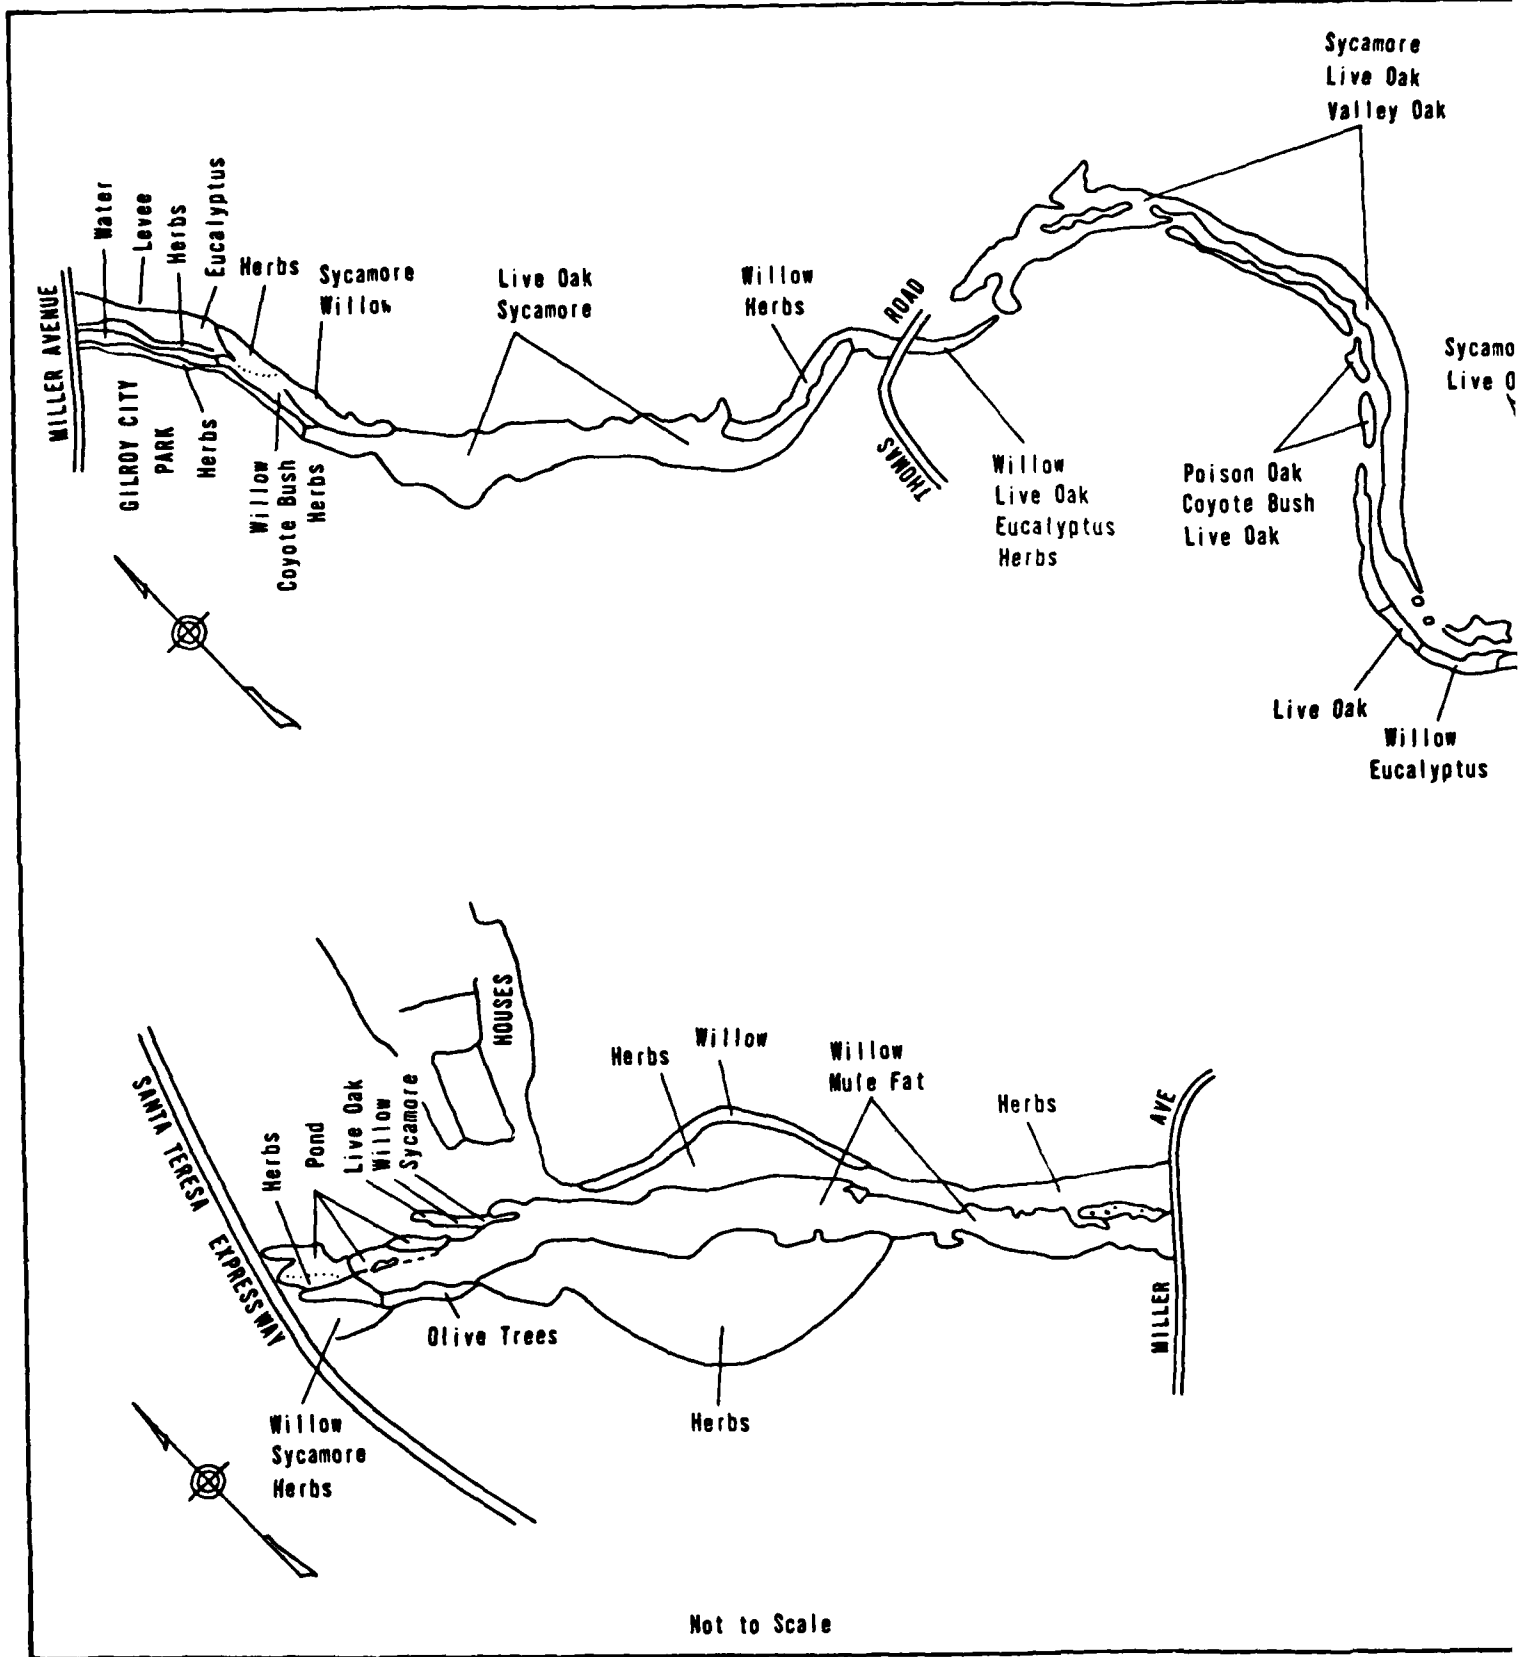 Sycamore
Live Oak
Valley Oak
Water
Levee
Herbs
Eucalyptus
Herbs
Sycamore
Willow
Live Oak
Sycamore
Willow
Herbs
ROAD
THOMAS
MILLER AVENUE
GILROY CITY
PARK
Herbs
Willow
Coyote Bush
Herbs
Willow
Live Oak
Eucalyptus
Herbs
Poison Oak
Coyote Bush
Live Oak
Sycamo
Live O
Live Oak
Willow
Eucalyptus
HOUSES
SANTA TERESA EXPRESSWAY
Herbs
Pond
Live Oak
Willow
Sycamore
Herbs
Willow
Willow
Mule Fat
Herbs
MILLER AVE
Olive Trees
Willow
Sycamore
Herbs
Herbs
Not to Scale